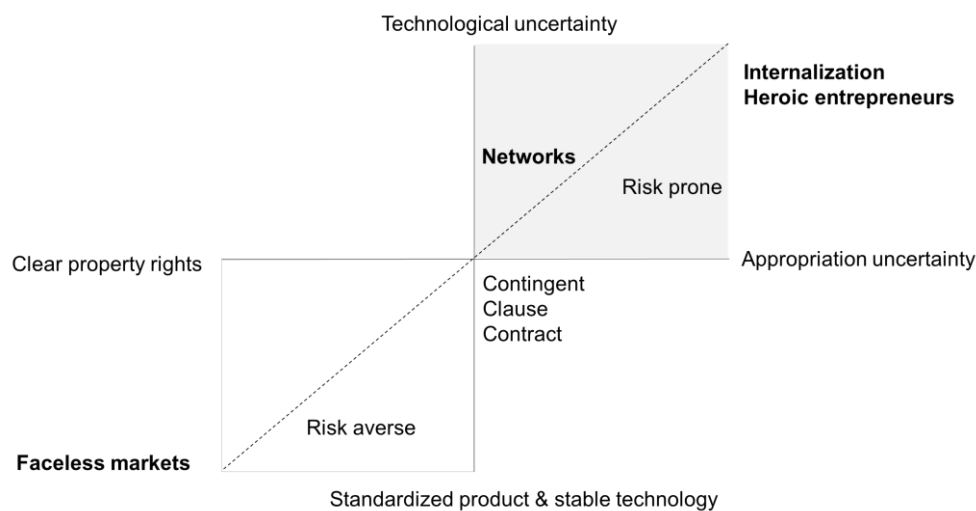 Technological uncertainty
Internalization
Heroic entrepreneurs
Networks
Risk prone
Clear property rights
Appropriation uncertainty
Contingent
Clause
Contract
Risk averse
Faceless markets
Standardized product & stable technology